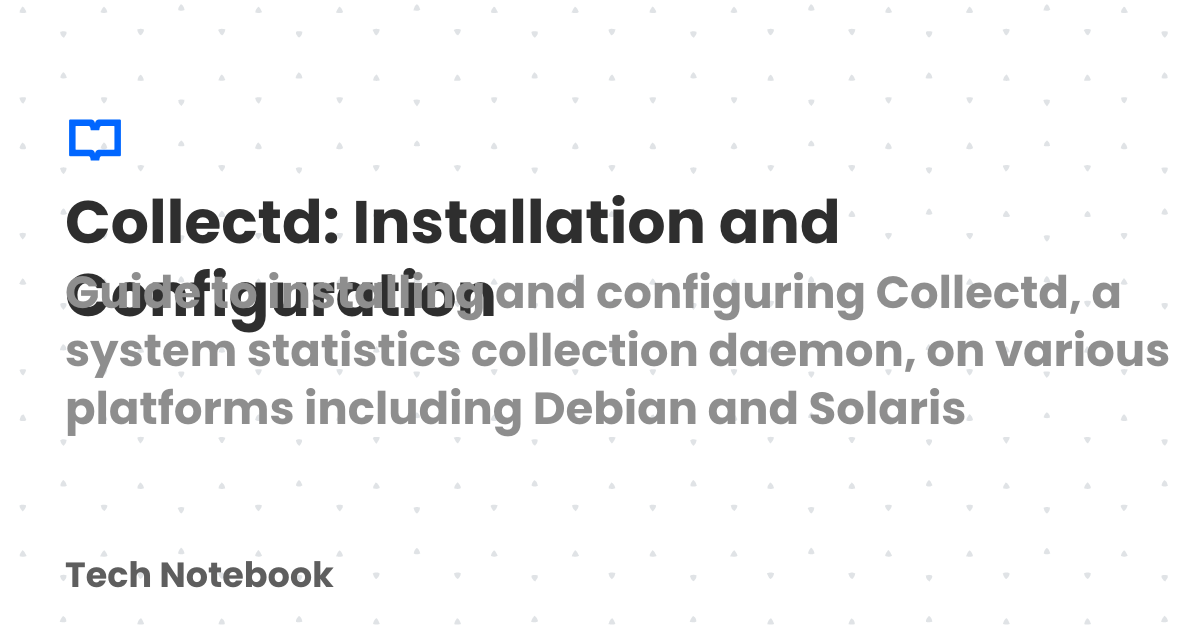 Collectd: Installation and
Configuration
Guide to installing and configuring Collectd, a
system statistics collection daemon, on various
platforms including Debian and Solaris
Tech Notebook